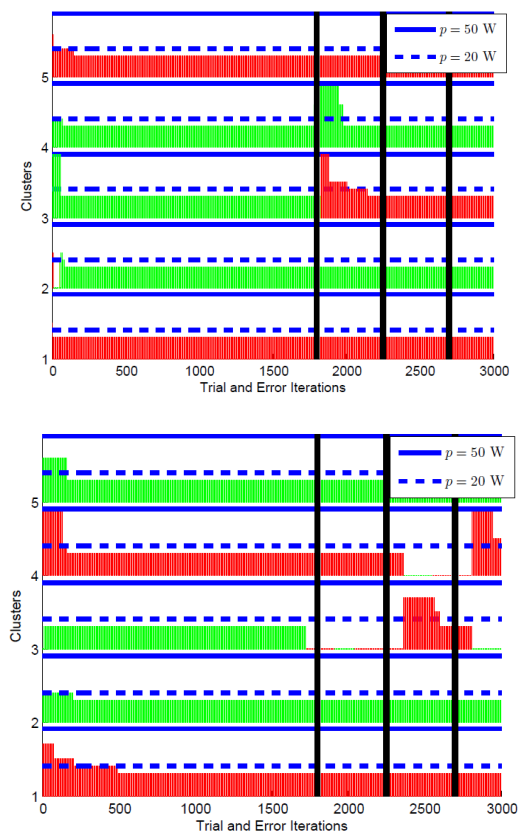 p = 50 W
p = 20 W
5
4
3
2
1
Clusters
0 500 1000 1500 2000 2500 3000
Trial and Error Iterations
p = 50 W
p = 20 W
5
4
3
2
1
Clusters
0 500 1000 1500 2000 2500 3000
Trial and Error Iterations